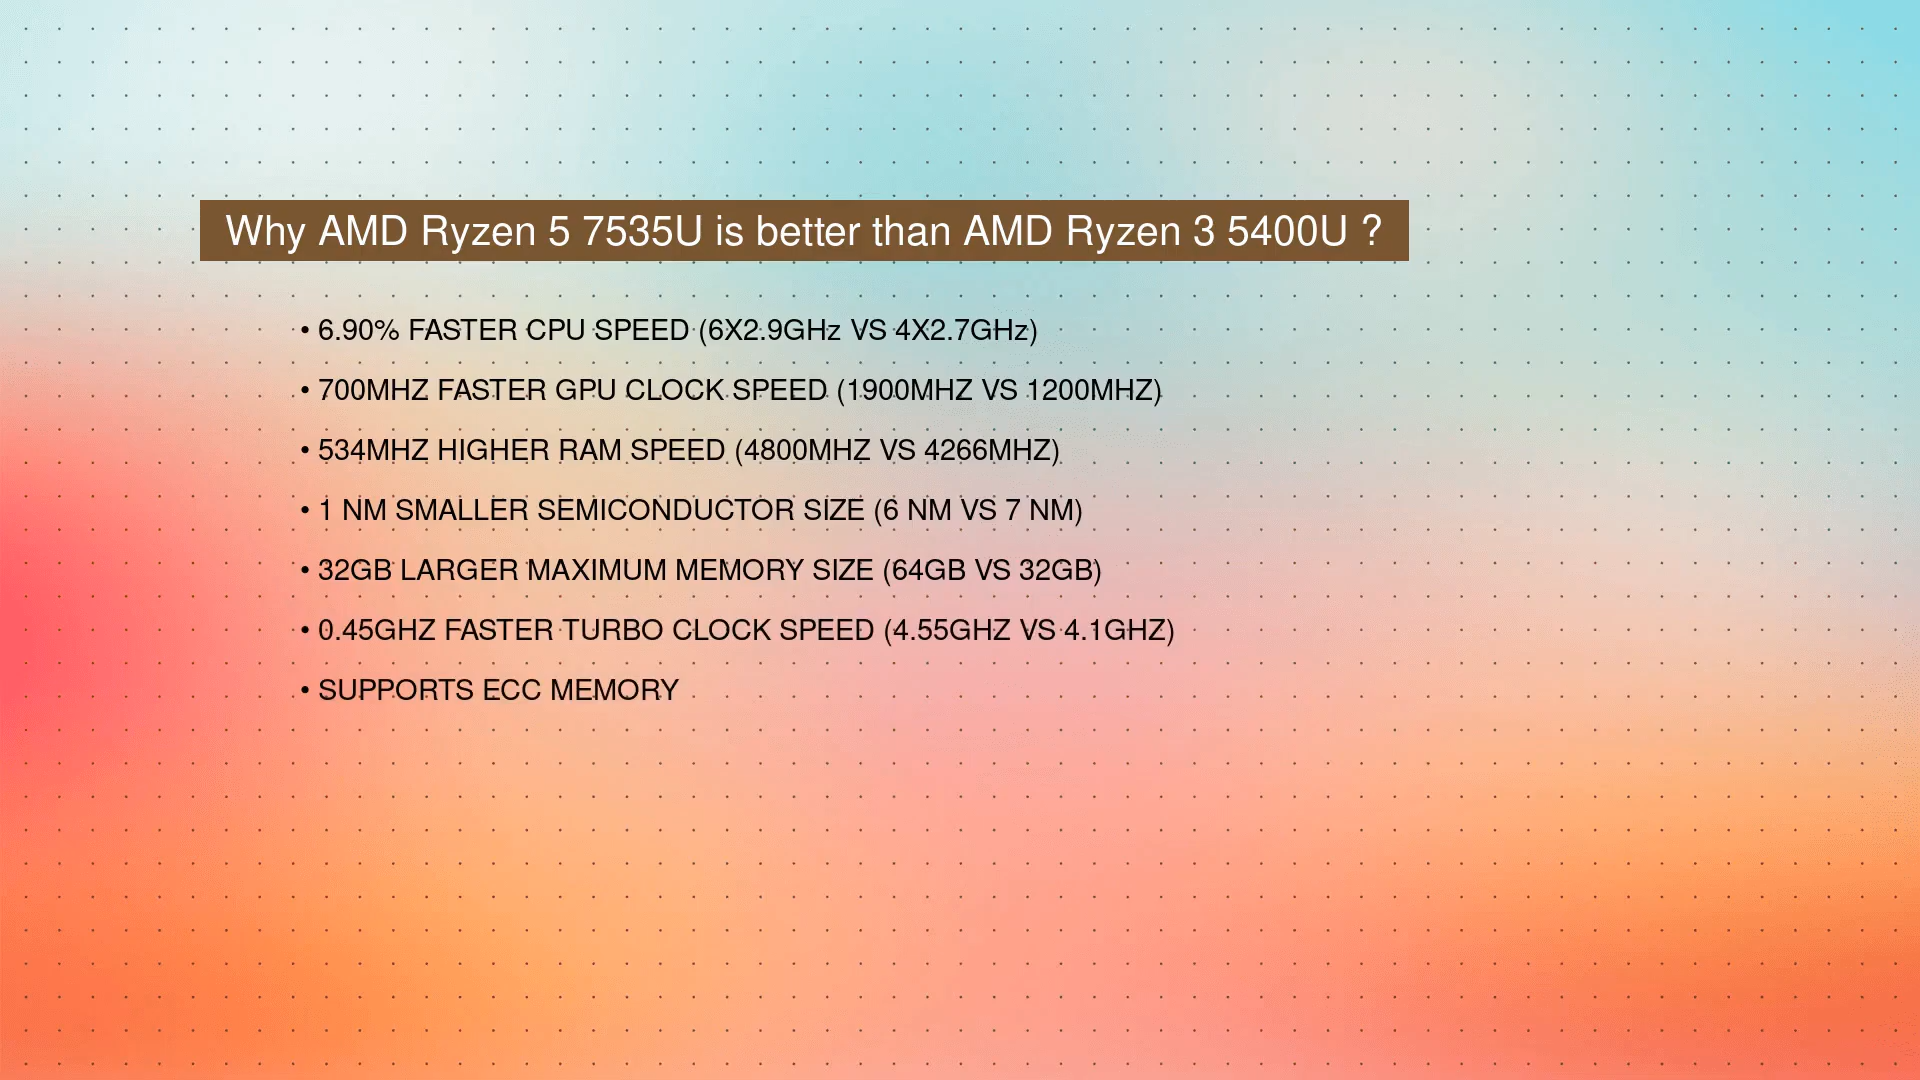 Why AMD Ryzen 5 7535U is better than AMD Ryzen 3 5400U ?
• 6.90% FASTER CPU SPEED (6X2.9GHz VS 4X2.7GHz)
• 700MHZ FASTER GPU CLOCK SPEED (1900MHZ VS 1200MHZ)
• 534MHZ HIGHER RAM SPEED (4800MHZ VS 4266MHZ)
• 1 NM SMALLER SEMICONDUCTOR SIZE (6 NM VS 7 NM)
• 32GB LARGER MAXIMUM MEMORY SIZE (64GB VS 32GB)
• 0.45GHZ FASTER TURBO CLOCK SPEED (4.55GHZ VS 4.1GHZ)
• SUPPORTS ECC MEMORY